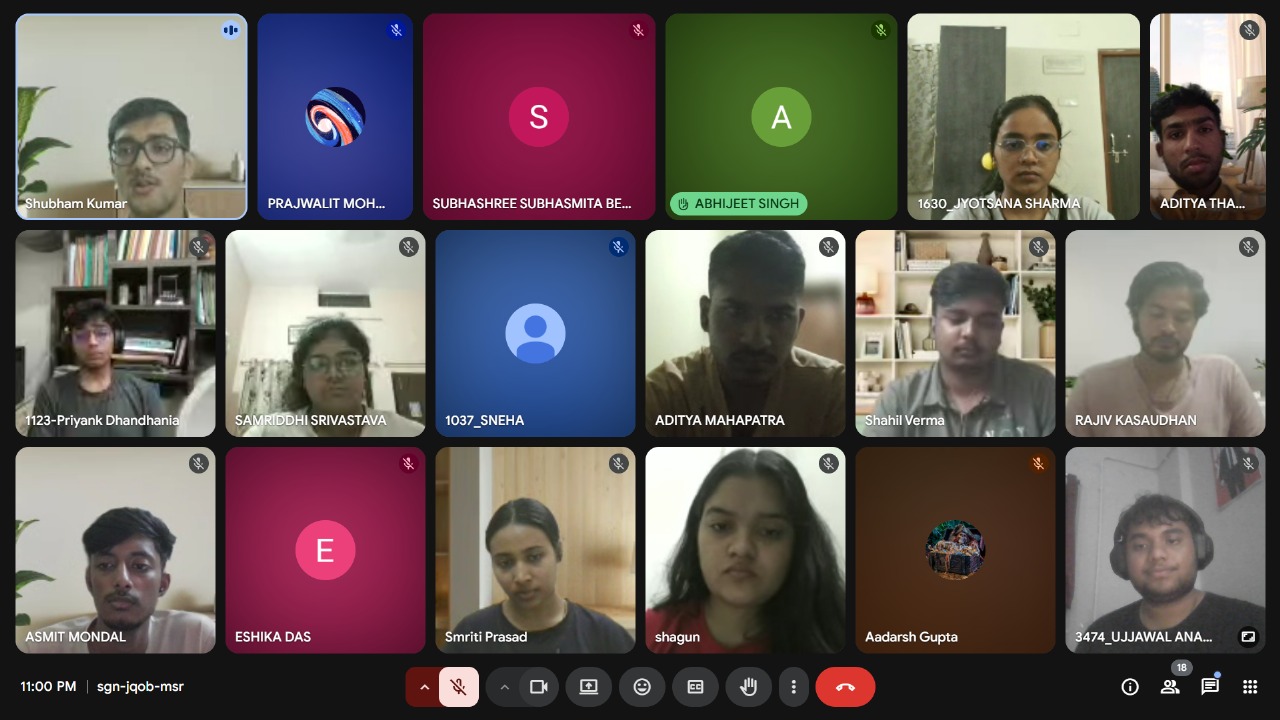 Shubham Kumar
PRAJWALIT MOH...
S
SUBHASHREE SUBHASMITA BE...
A
ABHIJEET SINGH
1630_JYOTSANA SHARMA
ADITYA THA...
1123-Priyank Dhandhania
SAMRIDDHI SRIVASTAVA
1037_SNEHA
ADITYA MAHAPATRA
Shahil Verma
RAJIV KASAUDHAN
ASMIT MONDAL
E
ESHIKA DAS
Smriti Prasad
shagun
Aadarsh Gupta
3474_UJJAWAL ANA...
11:00 PM | sgn-jqob-msr
CC
18